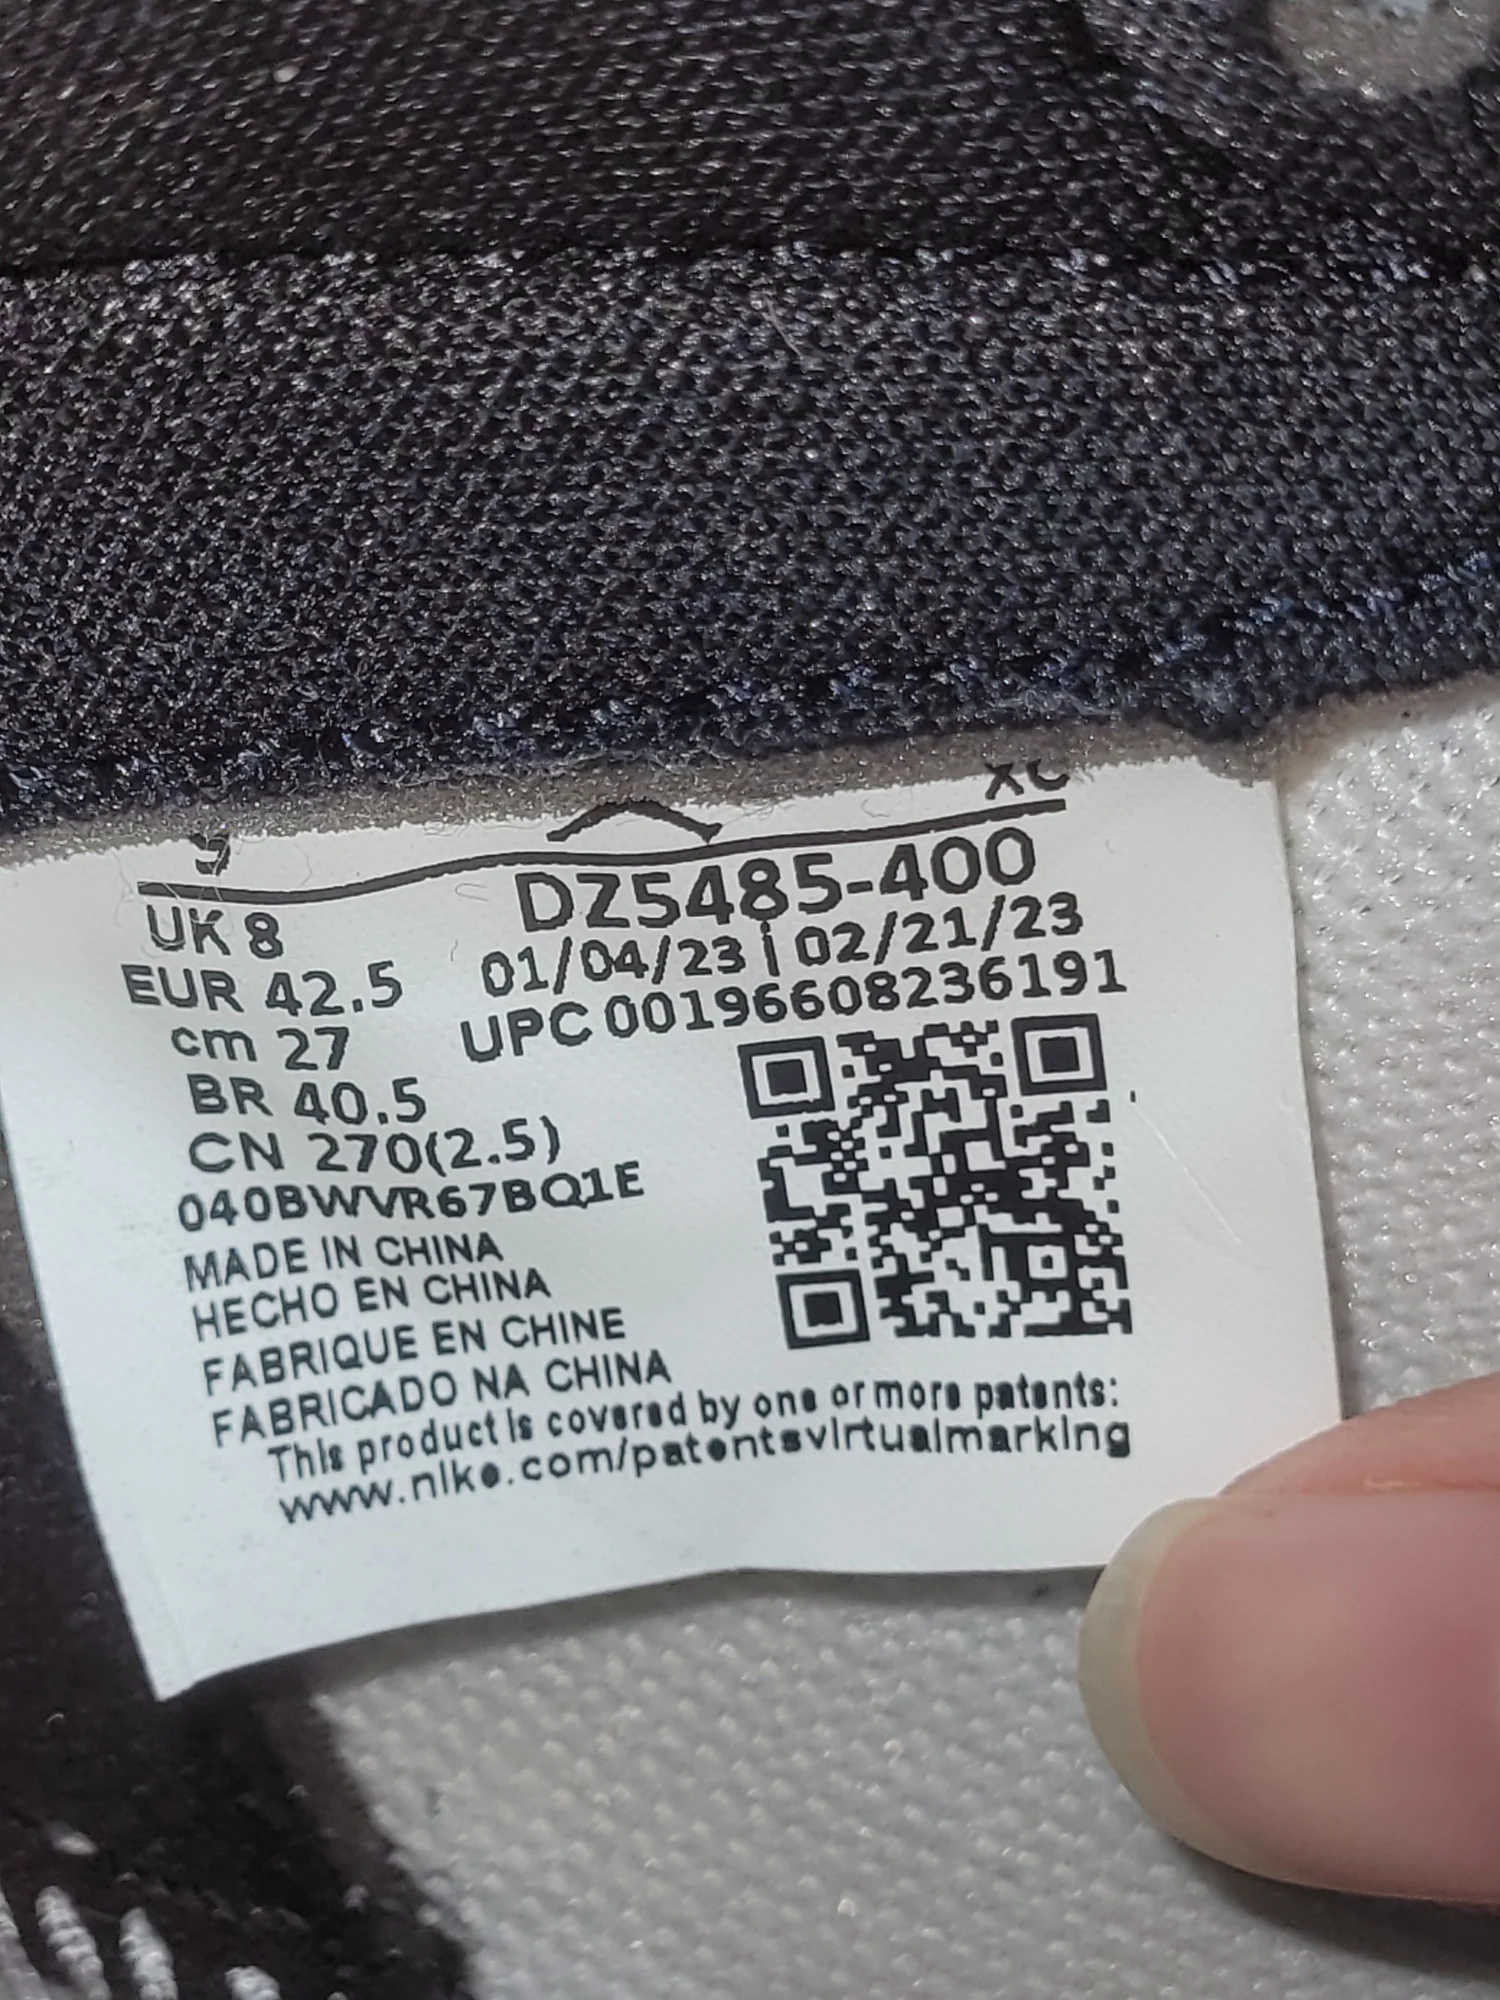 9 XC
UK 8 DZ5485-400
EUR 42.5 01/04/23 | 02/21/23
cm 27 UPC 00196608236191
BR 40.5
CN 270(2.5)
040BWVR67BQ1E
MADE IN CHINA
HECHO EN CHINA
FABRIQUE EN CHINE
FABRICADO NA CHINA
This product is covered by one or more patents:
www.nike.com/patentsvirtualmarking